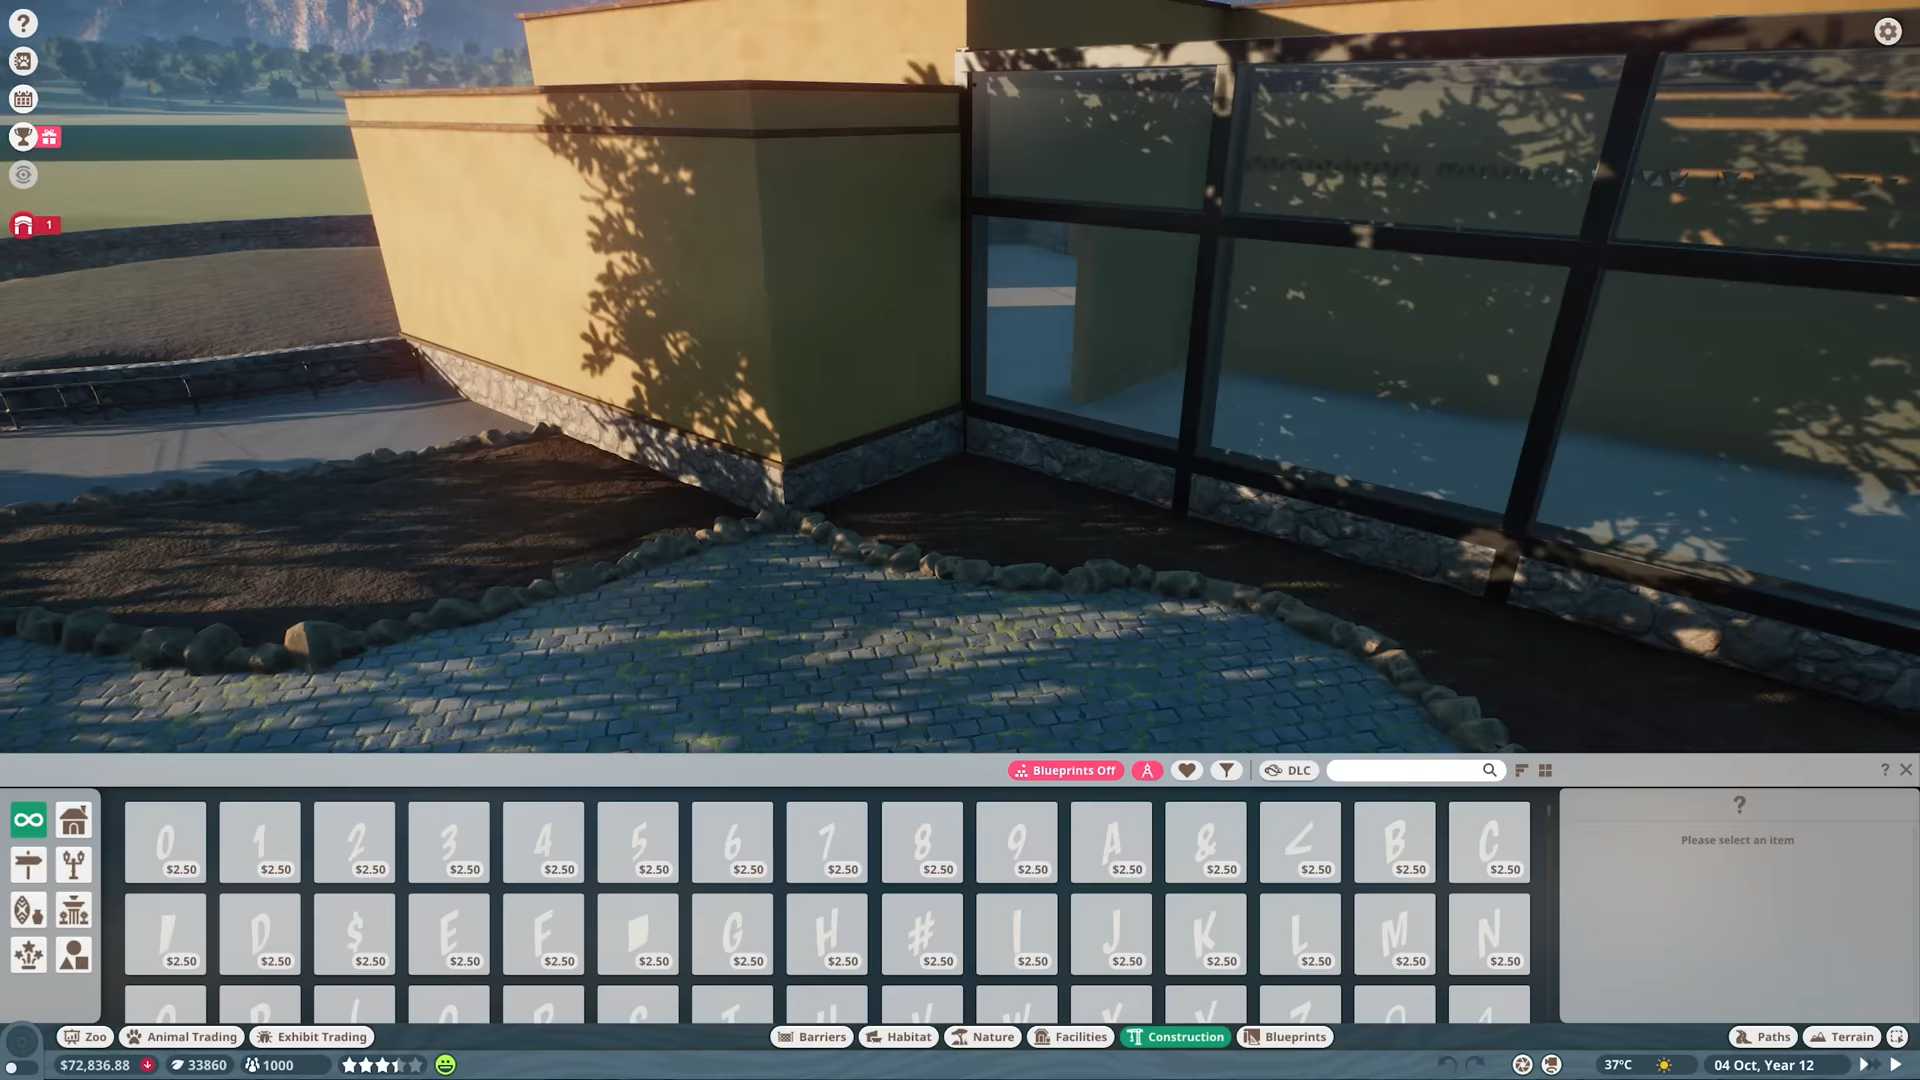 ?
1
Blueprints Off
DLC
? 
0 $2.50 1 $2.50 2 $2.50 3 $2.50 4 $2.50 5 $2.50 6 $2.50 7 $2.50 8 $2.50 9 $2.50 A $2.50 & $2.50 < $2.50 B $2.50 C $2.50
?
Please select an item
$2.50 D $2.50 $ $2.50 E $2.50 F $2.50 $2.50 G $2.50 H $2.50 # $2.50 I $2.50 J $2.50 K $2.50 L $2.50 M $2.50 N $2.50
Zoo Animal Trading Exhibit Trading Barriers Habitat Nature Facilities Construction Blueprints Paths Terrain
$72,836.88 33860 1000 37°C 04 Oct, Year 12